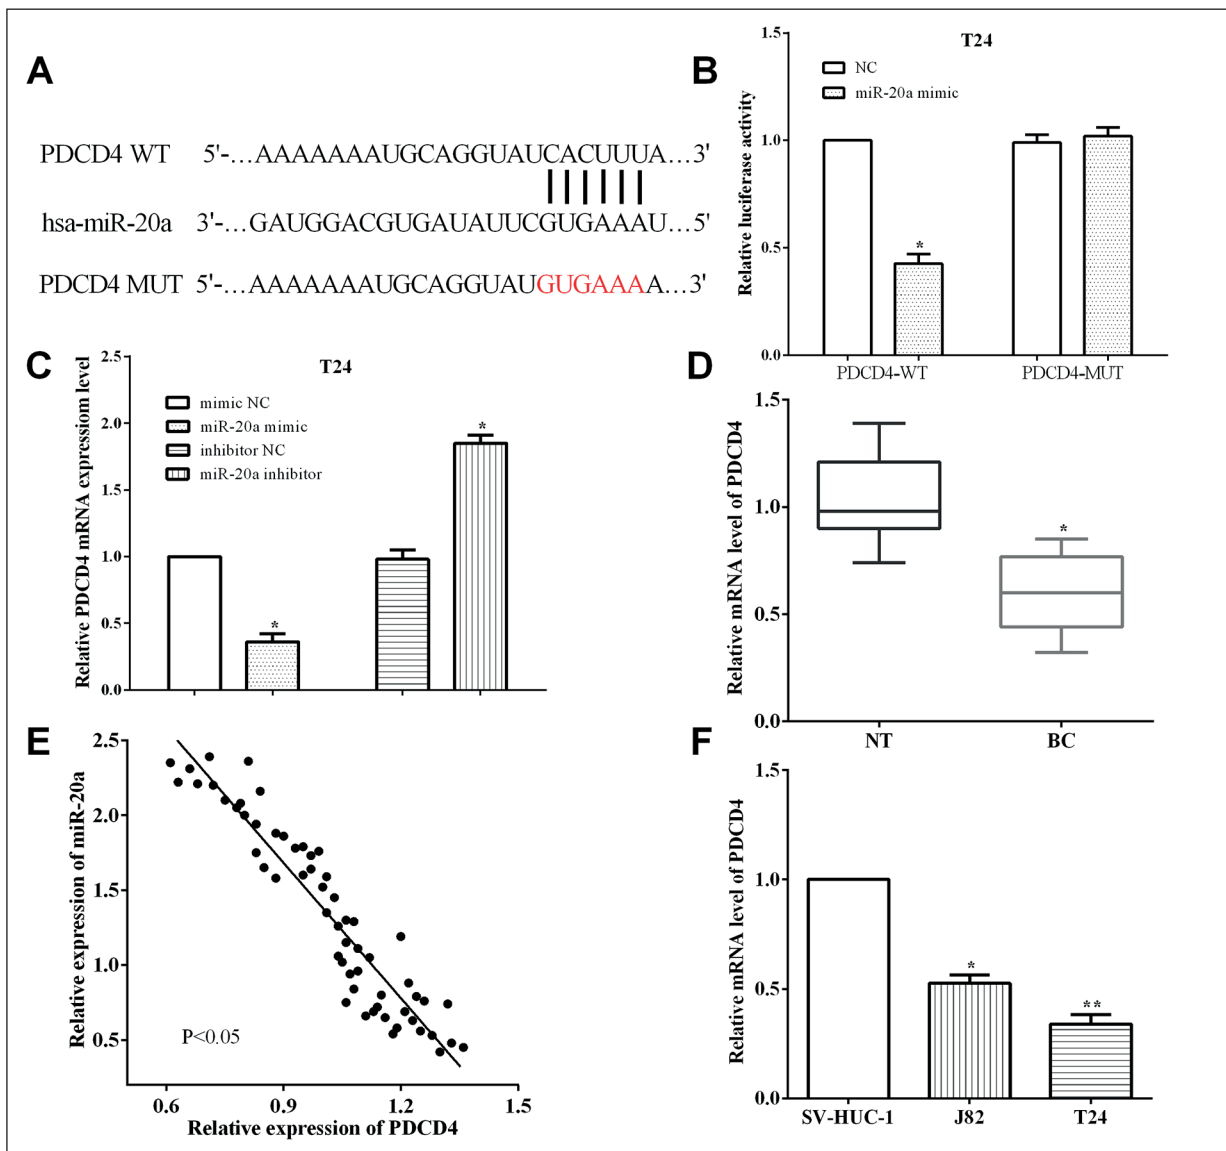 A
PDCD4 WT 5'-...AAAAAAAUGCAGGUAUCACUUUA...3'
hsa-miR-20a 3'-...GAUGGACGUGAUAUUCGUGAAAU...5'
PDCD4 MUT 5'-...AAAAAAAUGCAGGUAUGUGAAAA...3'
B
T24
NC
miR-20a mimic
Relative luciferase activity
1.5
1.0
0.5
0.0
*
PDCD4-WT
PDCD4-MUT
C
T24
mimic NC
miR-20a mimic
inhibitor NC
miR-20a inhibitor
Relative PDCD4 mRNA expressiom level
2.5
2.0
1.5
1.0
0.5
0.0
*
*
D
Relative mRNA level of PDCD4
1.5
1.0
0.5
0.0
*
NT
BC
E
Relative expression of miR-20a
2.5
2.0
1.5
1.0
0.5
P<0.05
0.6
0.9
1.2
1.5
Relative expression of PDCD4
F
Relative mRNA level of PDCD4
1.5
1.0
0.5
0.0
*
**
SV-HUC-1
J82
T24